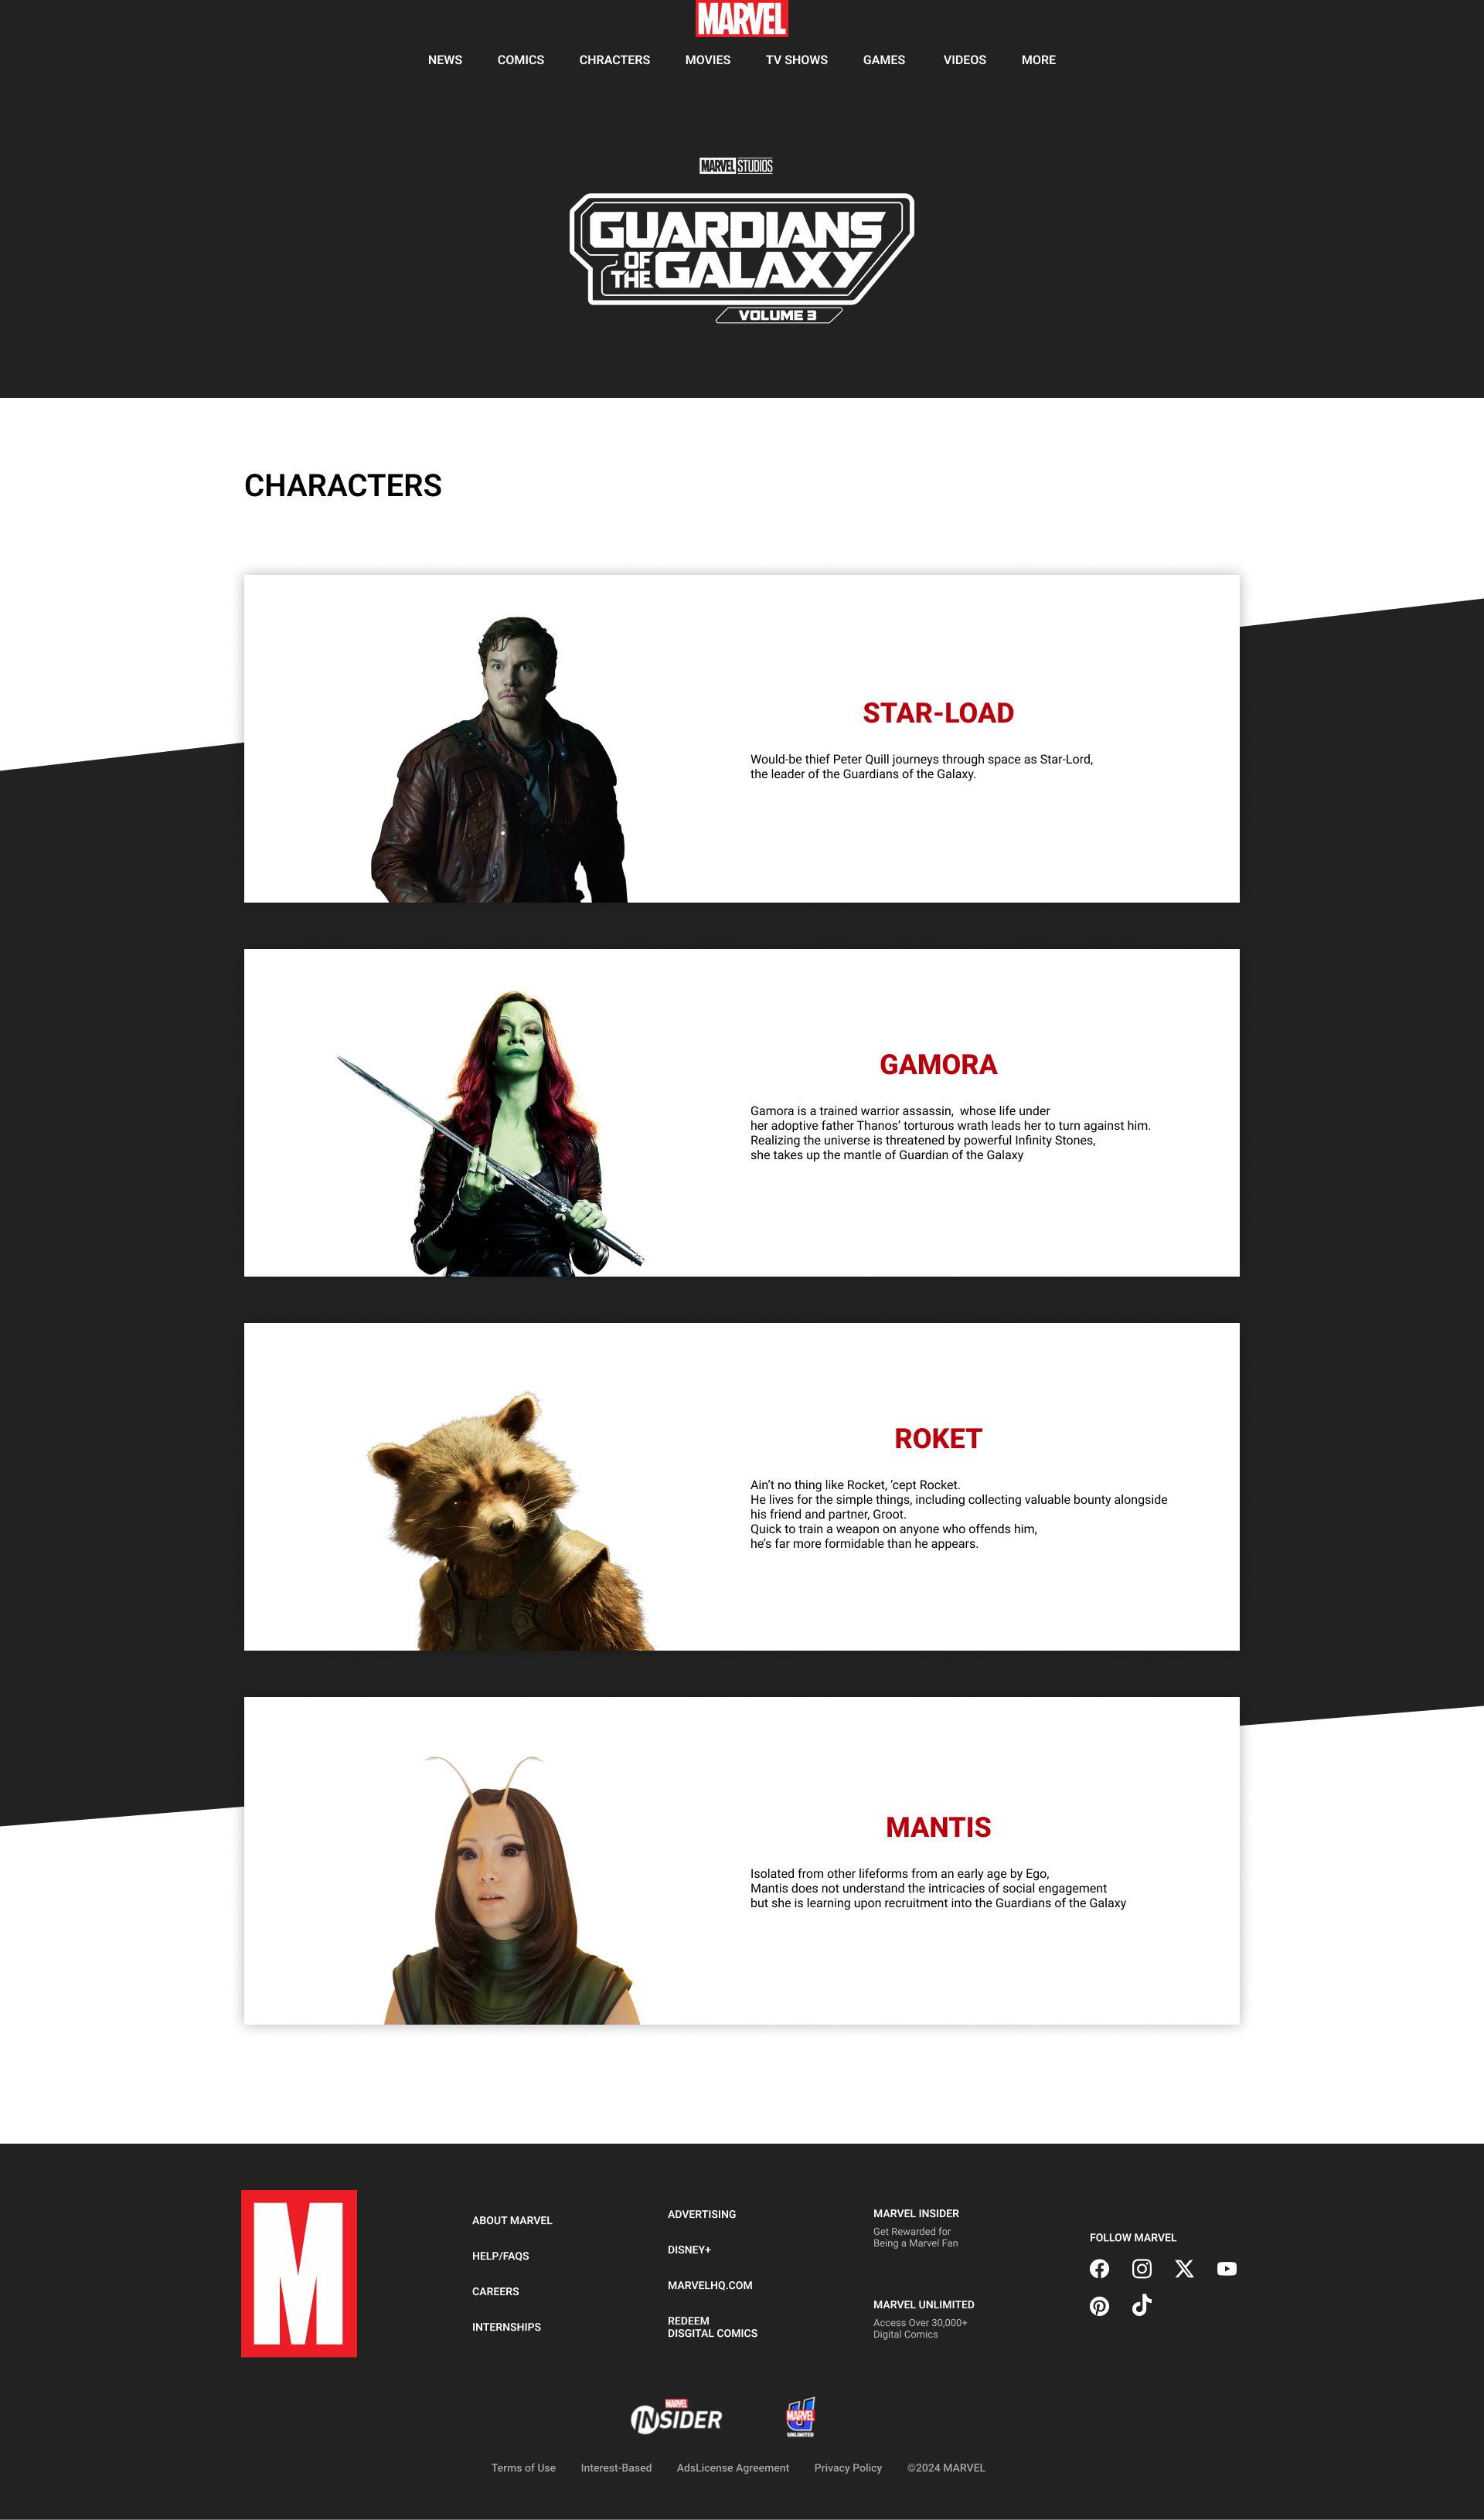 MARVEL
NEWS COMICS CHRACTERS MOVIES TV SHOWS GAMES VIDEOS MORE
MARVEL STUDIOS
GUARDIANS
OF THE GALAXY
VOLUME 3
CHARACTERS
STAR-LOAD
Would-be thief Peter Quill journeys through space as Star-Lord,
the leader of the Guardians of the Galaxy.
GAMORA
Gamora is a trained warrior assassin, whose life under
her adoptive father Thanos’ torturous wrath leads her to turn against him.
Realizing the universe is threatened by powerful Infinity Stones,
she takes up the mantle of Guardian of the Galaxy
ROKET
Ain’t no thing like Rocket, ‘cept Rocket.
He lives for the simple things, including collecting valuable bounty alongside
his friend and partner, Groot.
Quick to train a weapon on anyone who offends him,
he’s far more formidable than he appears.
MANTIS
Isolated from other lifeforms from an early age by Ego,
Mantis does not understand the intricacies of social engagement
but she is learning upon recruitment into the Guardians of the Galaxy
M
ABOUT MARVEL
HELP/FAQS
CAREERS
INTERNSHIPS
ADVERTISING
DISNEY+
MARVELHQ.COM
REDEEM
DISGITAL COMICS
MARVEL INSIDER
Get Rewarded for
Being a Marvel Fan
MARVEL UNLIMITED
Access Over 30,000+
Digital Comics
FOLLOW MARVEL
MARVEL
INSIDER
MARVEL
UNLIMITED
Terms of Use Interest-Based AdsLicense Agreement Privacy Policy ©2024 MARVEL